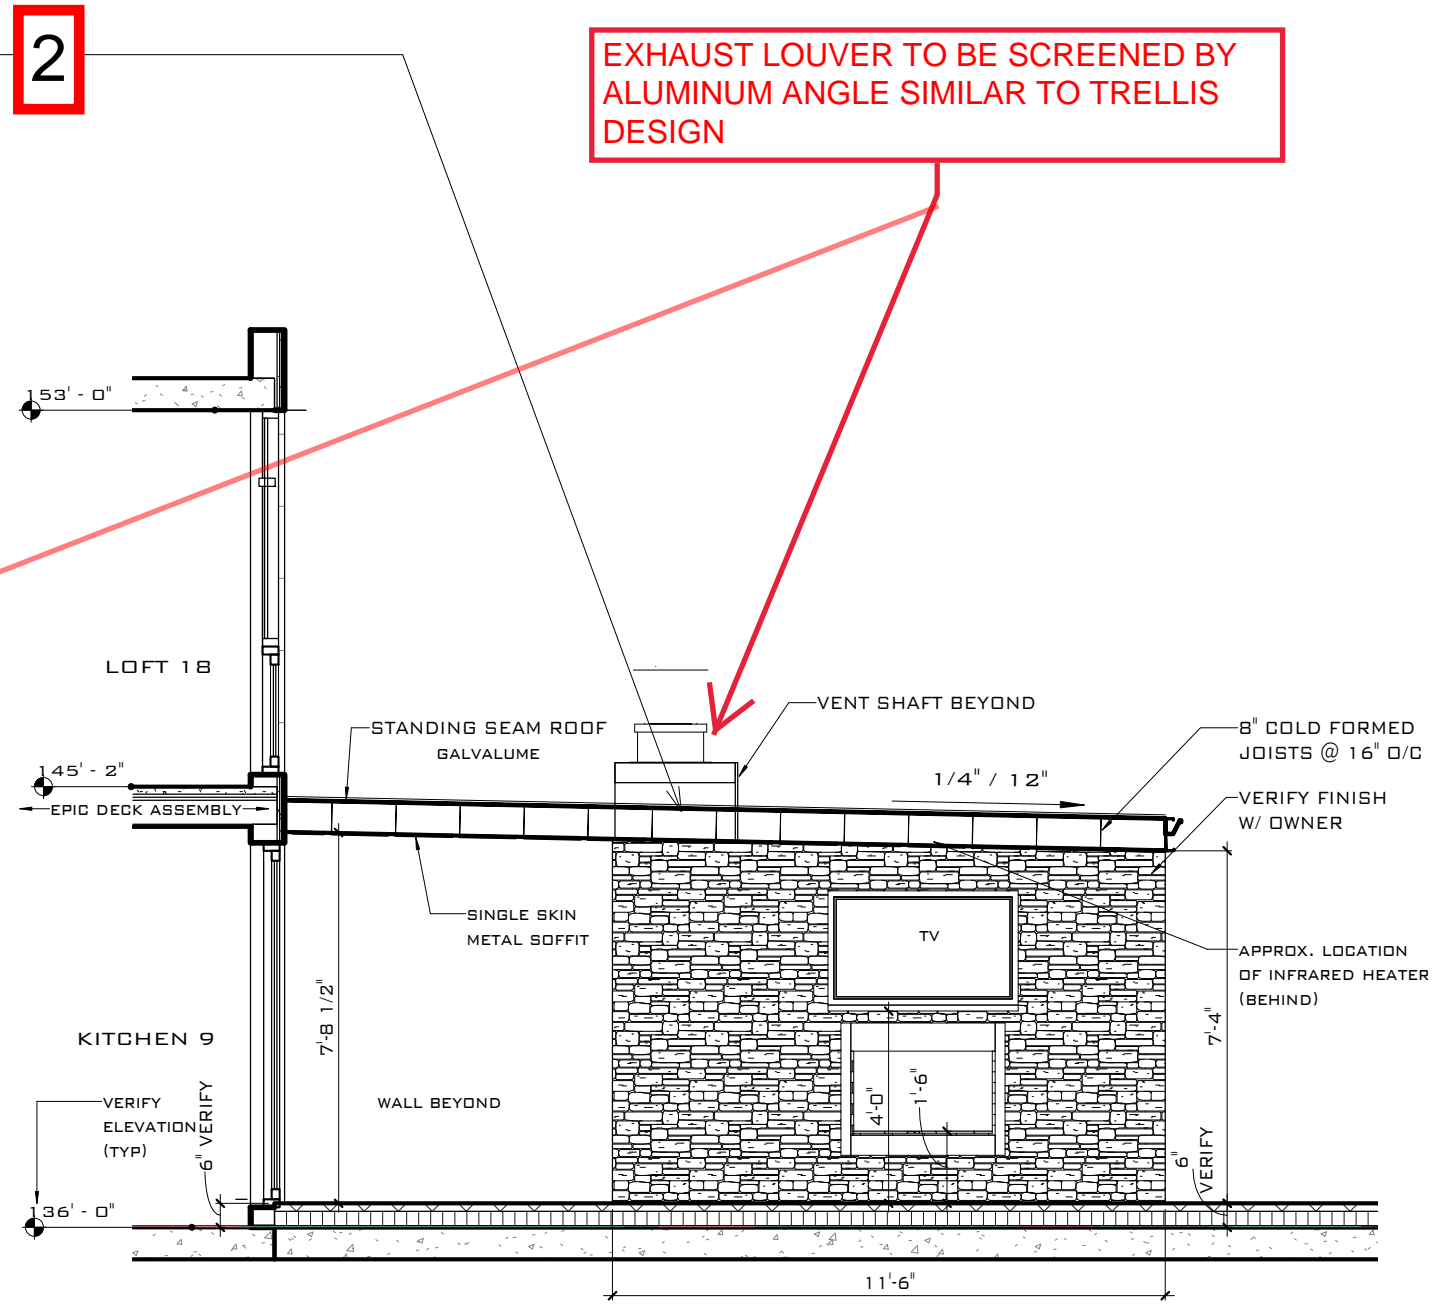 2
EXHAUST LOUVER TO BE SCREENED BY
ALUMINUM ANGLE SIMILAR TO TRELLIS
DESIGN
153' - 0"
LOFT 18
STANDING SEAM ROOF
GALVALUME
VENT SHAFT BEYOND
8" COLD FORMED
JOISTS @ 16" O/C
145' - 2"
1/4" / 12"
EPIC DECK ASSEMBLY
VERIFY FINISH
W/ OWNER
SINGLE SKIN
METAL SOFFIT
TV
APPROX. LOCATION
OF INFRARED HEATER
(BEHIND)
7'-8 1/2"
7'-4"
KITCHEN 9
VERIFY
ELEVATION
(TYP)
6" VERIFY
WALL BEYOND
4'-0"
1'-6"
6"
VERIFY
136' - 0"
11'-6"